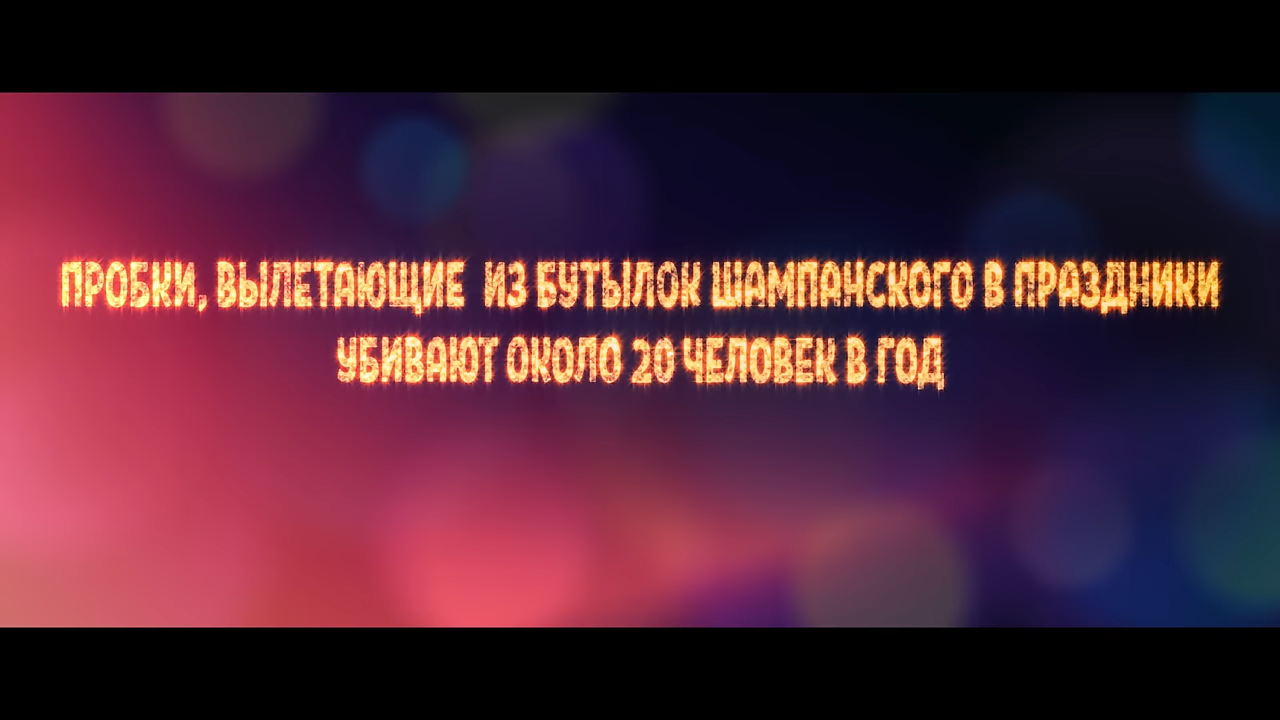 ПРОБКИ, ВЫЛЕТАЮЩИЕ ИЗ БУТЫЛОК ШАМПАНСКОГО В ПРАЗДНИКИ
УБИВАЮТ ОКОЛО 20 ЧЕЛОВЕК В ГОД